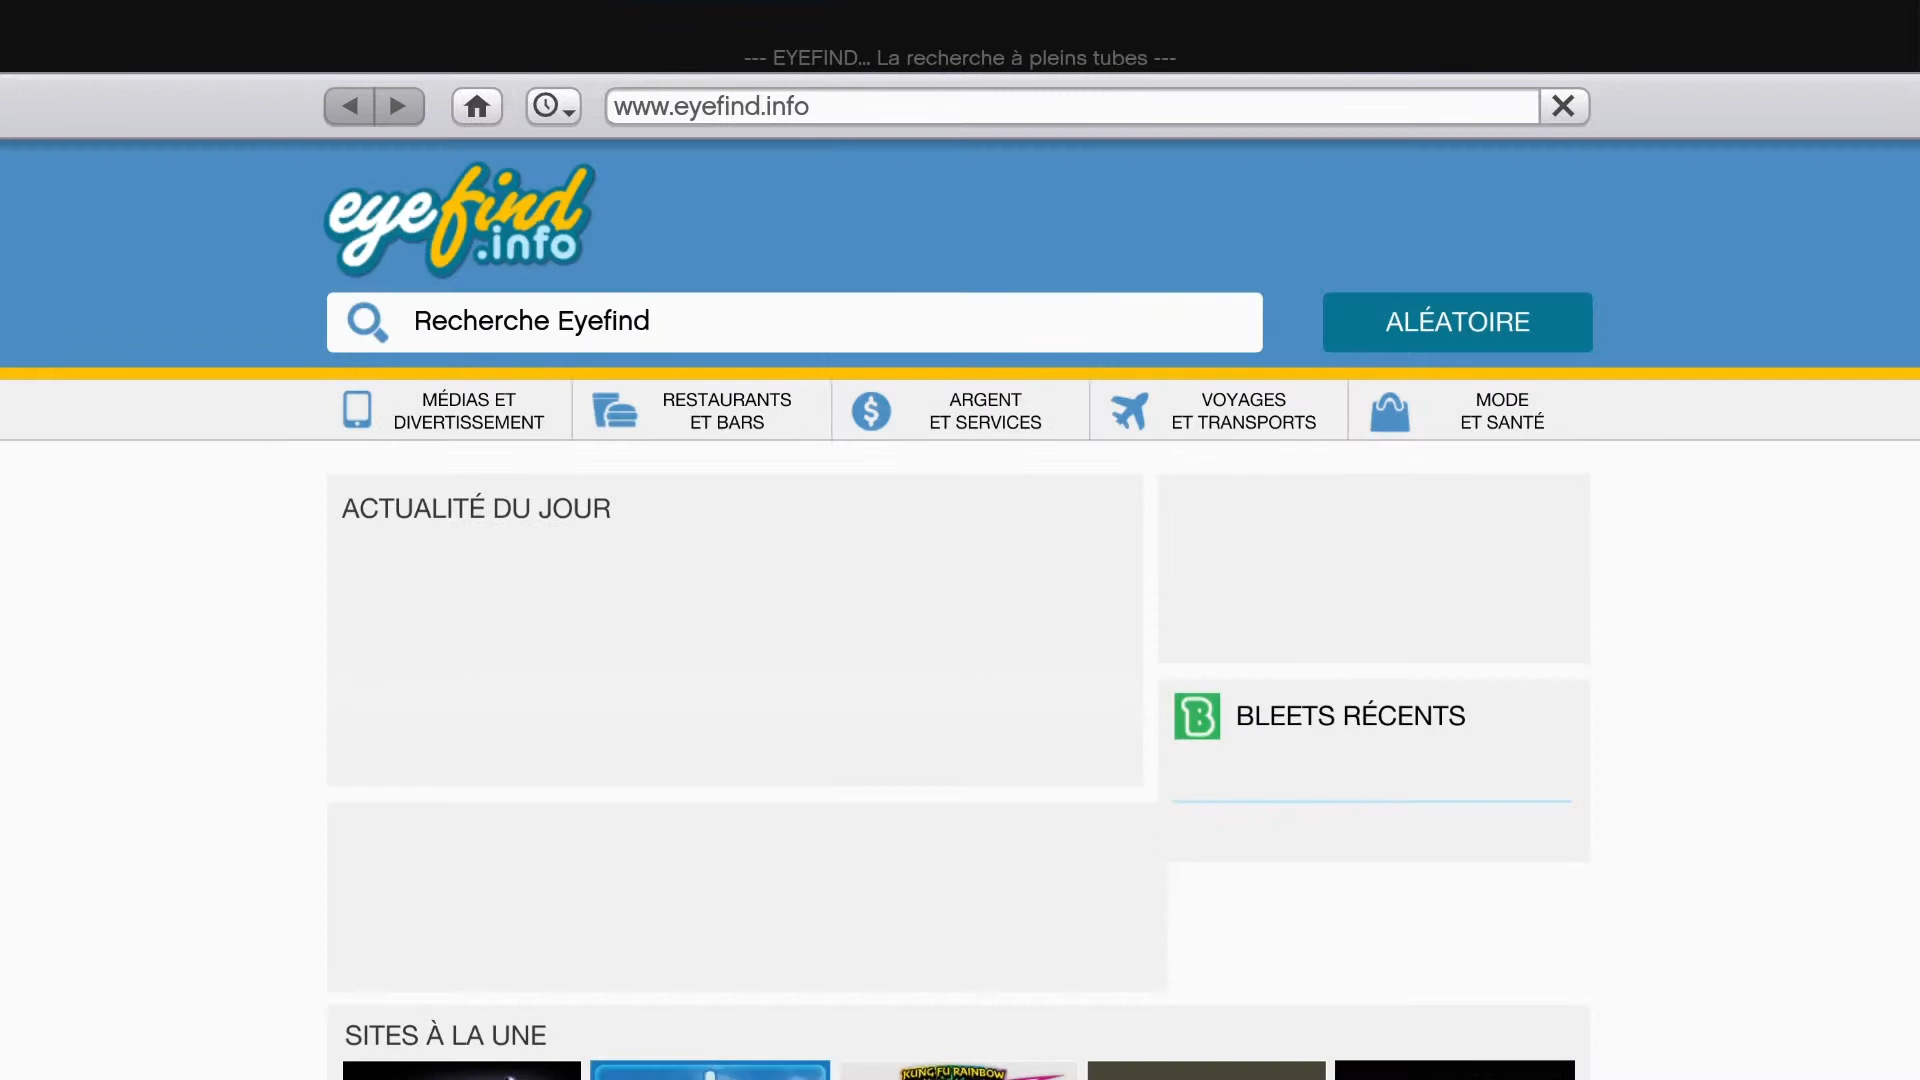 --- EYEFIND... La recherche à pleins tubes ---
www.eyefind.info
eyefind
.info
Recherche Eyefind
ALÉATOIRE
MÉDIAS ET
DIVERTISSEMENT
RESTAURANTS
ET BARS
ARGENT
ET SERVICES
VOYAGES
ET TRANSPORTS
MODE
ET SANTÉ
ACTUALITÉ DU JOUR
B BLEETS RÉCENTS
SITES À LA UNE
KUNG FU RAINBOW